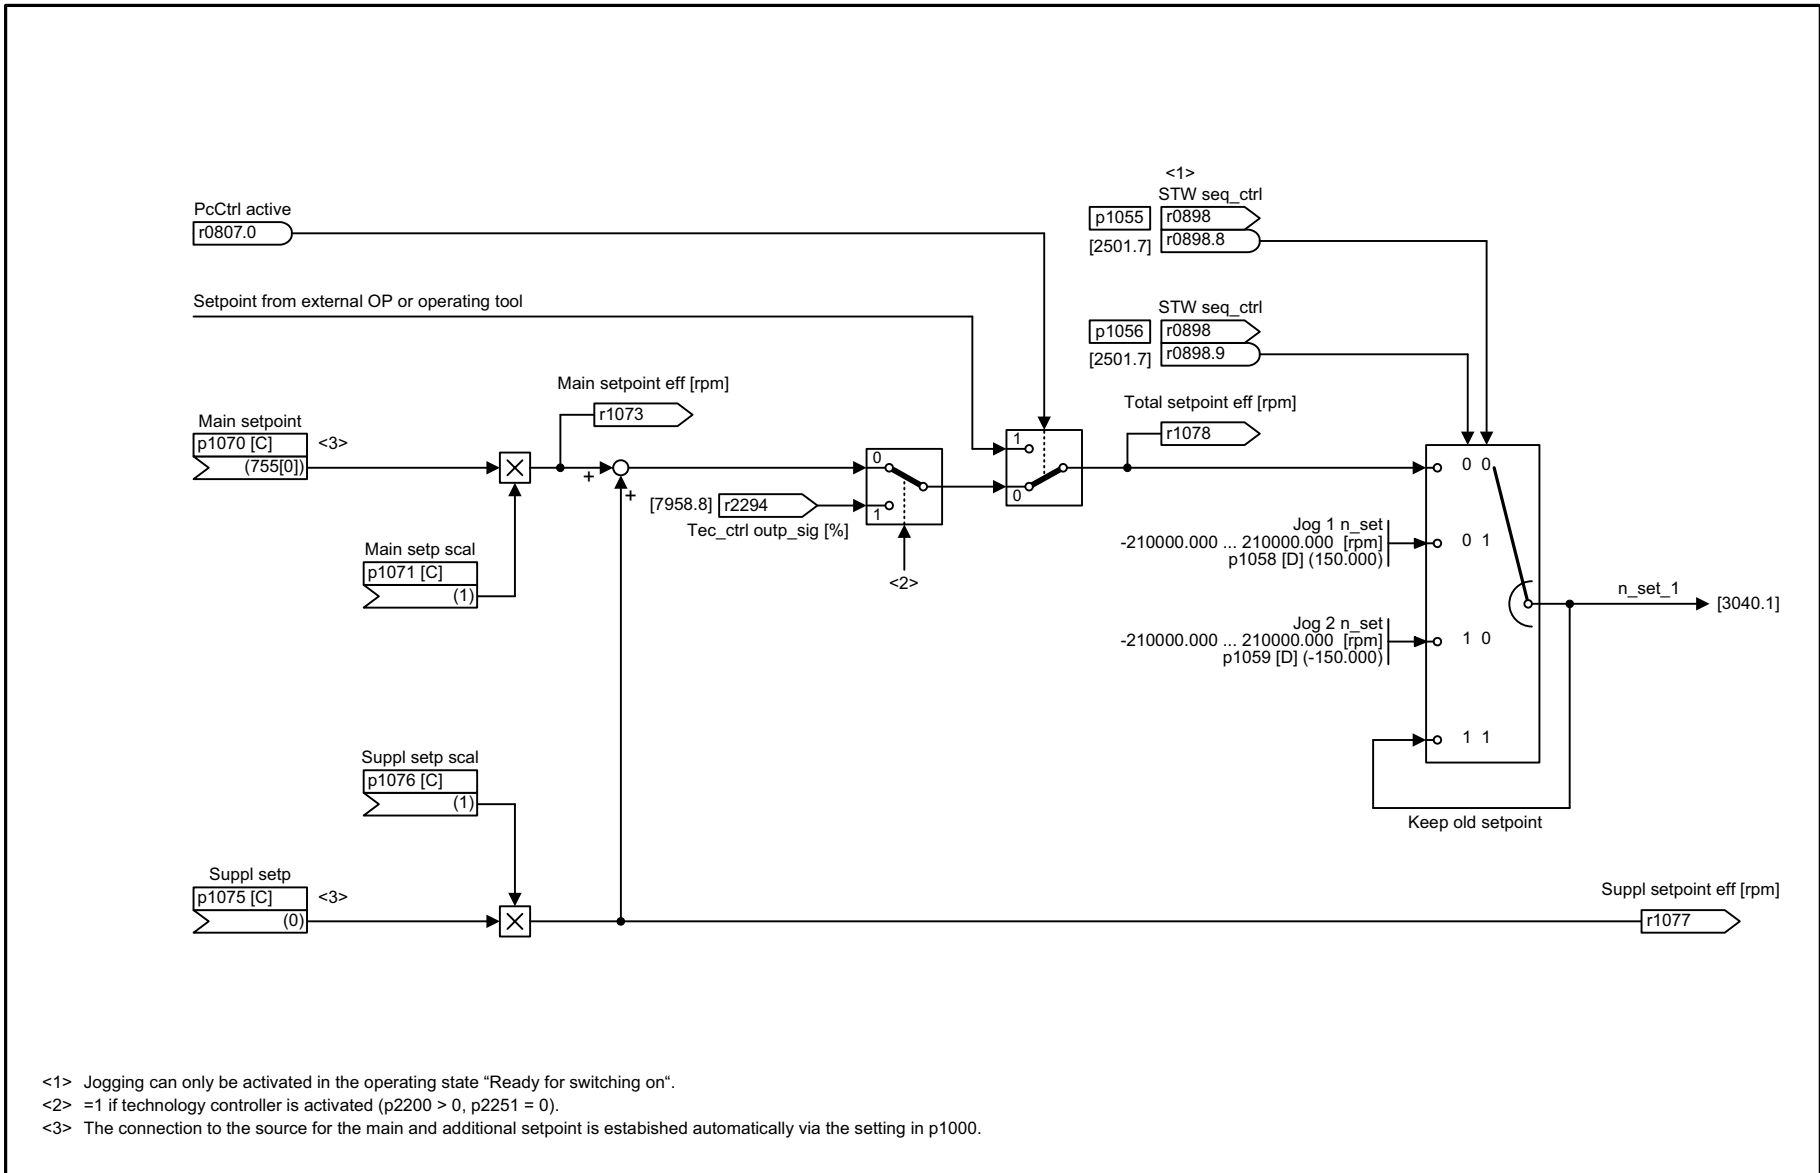 <1>
STW seq_ctrl
p1055
r0898
[2501.7]
r0898.8
PcCtrl active
r0807.0
Setpoint from external OP or operating tool
STW seq_ctrl
p1056
r0898
[2501.7]
r0898.9
Main setpoint eff [rpm]
r1073
Total setpoint eff [rpm]
r1078
Main setpoint
p1070 [C]
<3>
(755[0])
+
+
0
1
[7958.8]
r2294
Tec_ctrl outp_sig [%]
<2>
1
0
Main setp scal
p1071 [C]
(1)
0 0
Jog 1 n_set
-210000.000 ... 210000.000 [rpm]
p1058 [D] (150.000)
0 1
n_set_1
[3040.1]
Jog 2 n_set
-210000.000 ... 210000.000 [rpm]
p1059 [D] (-150.000)
1 0
1 1
Keep old setpoint
Suppl setp scal
p1076 [C]
(1)
Suppl setp
p1075 [C]
<3>
(0)
Suppl setpoint eff [rpm]
r1077
<1> Jogging can only be activated in the operating state “Ready for switching on“.
<2> =1 if technology controller is activated (p2200 > 0, p2251 = 0).
<3> The connection to the source for the main and additional setpoint is estabished automatically via the setting in p1000.